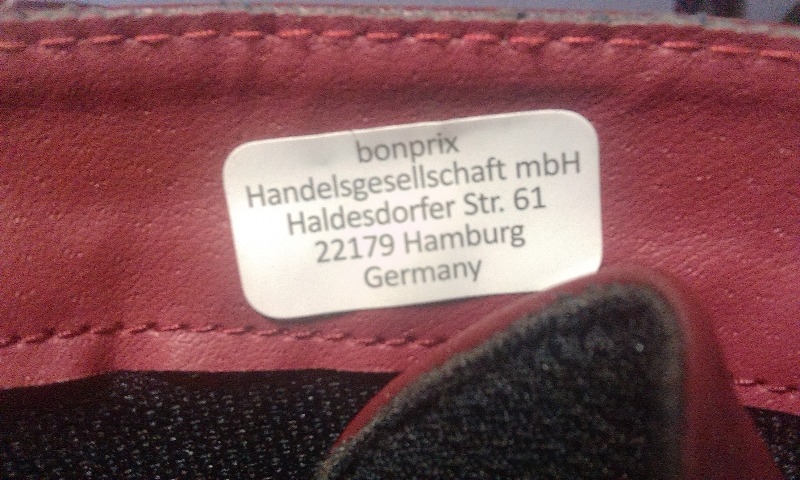 bonprix
Handelsgesellschaft mbH
Haldesdorfer Str. 61
22179 Hamburg
Germany